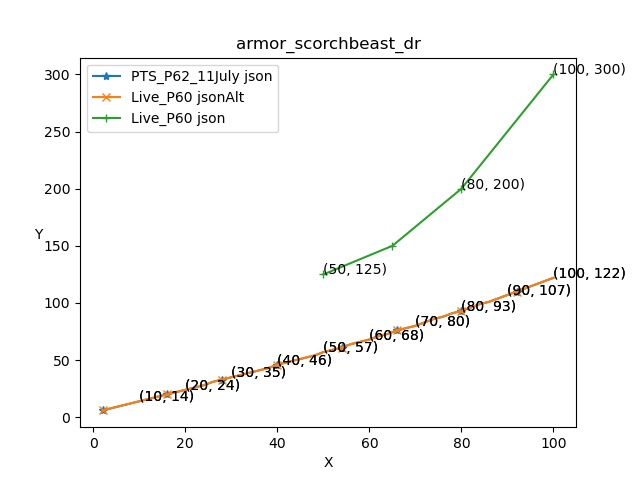 armor_scorchbeast_dr
PTS_P62_11July json
Live_P60 jsonAlt
Live_P60 json
(100, 300)
(80, 200)
(50, 125)
(100, 122)
(90, 107)
(80, 93)
(70, 80)
(60, 68)
(50, 57)
(40, 46)
(30, 35)
(20, 24)
(10, 14)
300
250
200
150
100
50
0
Y
0 20 40 60 80 100
X